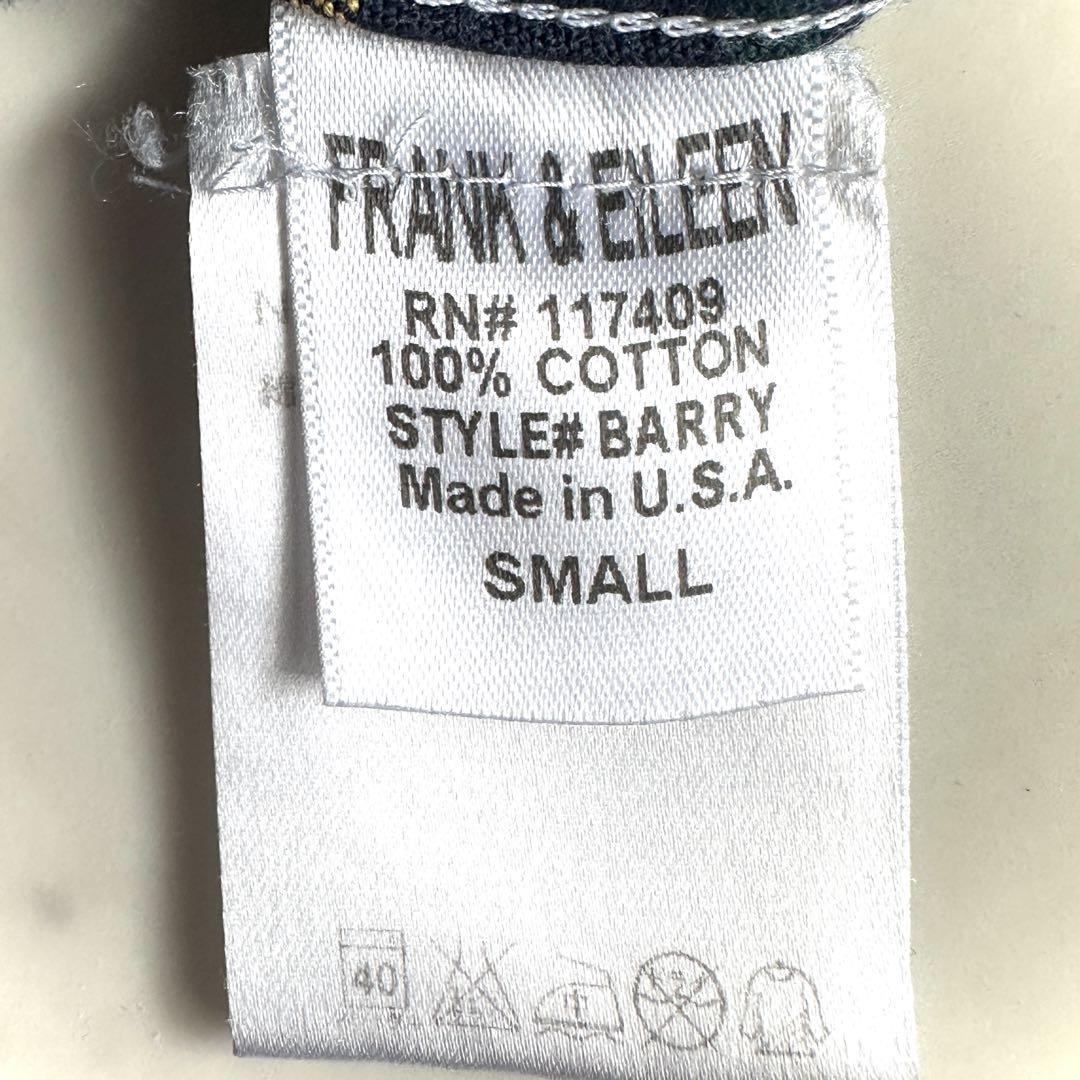 FRANK & EILEEN
RN# 117409
100% COTTON
STYLE# BARRY
Made in U.S.A.
SMALL
40